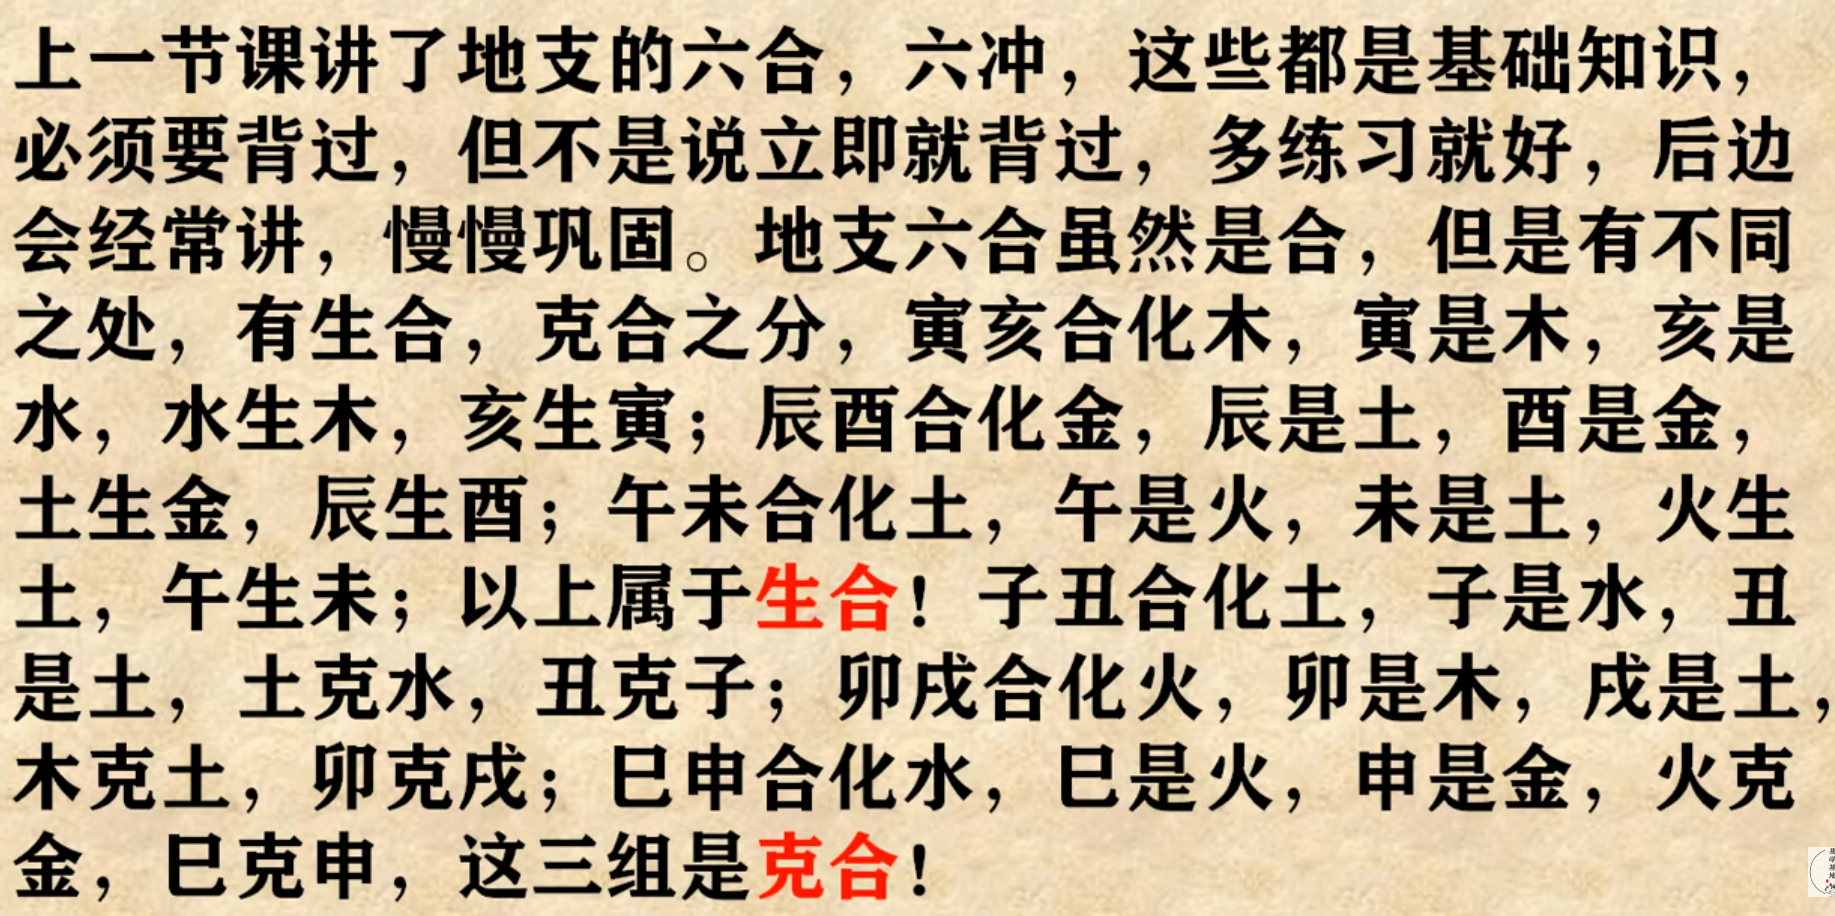 上一节课讲了地支的六合，六冲，这些都是基础知识，
必须要背过，但不是说立即就背过，多练习就好，后边
会经常讲，慢慢巩固。地支六合虽然是合，但是有不同
之处，有生合，克合之分，寅亥合化木，寅是木，亥是
水，水生木，亥生寅；辰酉合化金，辰是土，酉是金，
土生金，辰生酉；午未合化土，午是火，未是土，火生
土，午生未；以上属于生合！子丑合化土，子是水，丑
是土，土克水，丑克子；卯戌合化火，卯是木，戌是土，
木克土，卯克戌；巳申合化水，巳是火，申是金，火克
金，巳克申，这三组是克合！